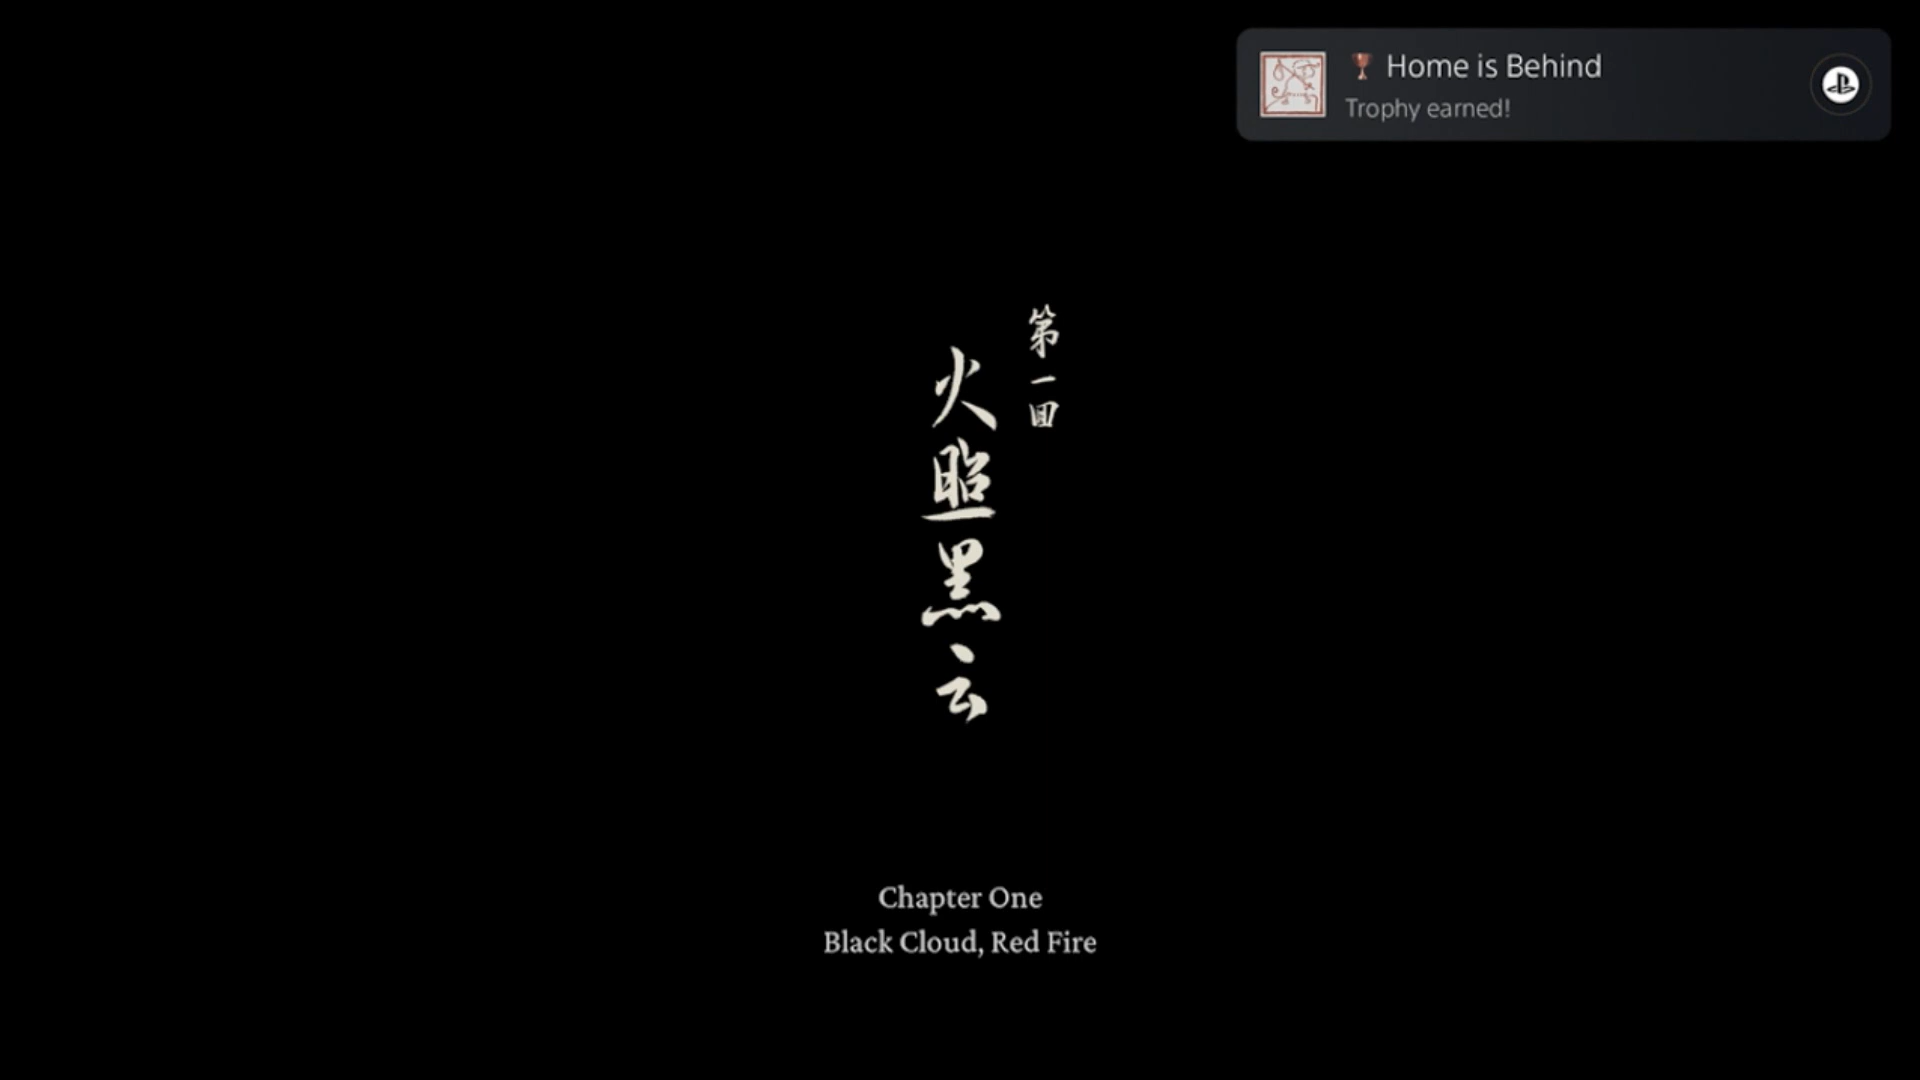 Home is Behind
Trophy earned!
第一回
火照黑云
Chapter One
Black Cloud, Red Fire